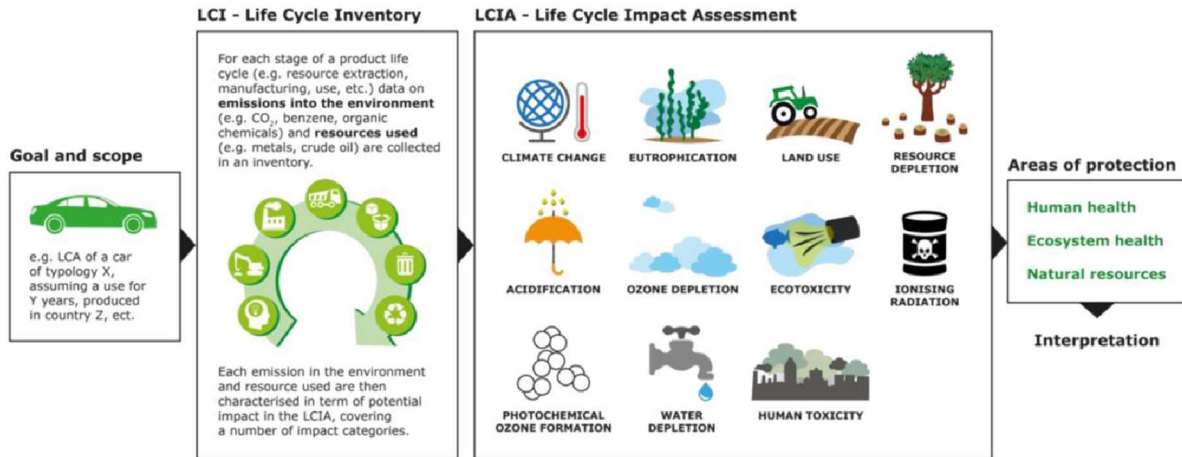 LCI - Life Cycle Inventory
LCIA - Life Cycle Impact Assessment
Goal and scope
e.g. LCA of a car
of typology X,
assuming a use for
Y years, produced
in country Z, ect.
For each stage of a product life
cycle (e.g. resource extraction,
manufacturing, use, etc.) data on
emissions into the environment
(e.g. CO₂, benzene, organic
chemicals) and resources used
(e.g. metals, crude oil) are collected
in an inventory.
Each emission in the environment
and resource used are then
characterised in term of potential
impact in the LCIA, covering
a number of impact categories.
CLIMATE CHANGE
EUTROPHICATION
LAND USE
RESOURCE
DEPLETION
ACIDIFICATION
OZONE DEPLETION
ECOTOXICITY
IONISING
RADIATION
PHOTOCHEMICAL
OZONE FORMATION
WATER
DEPLETION
HUMAN TOXICITY
Areas of protection
Human health
Ecosystem health
Natural resources
Interpretation